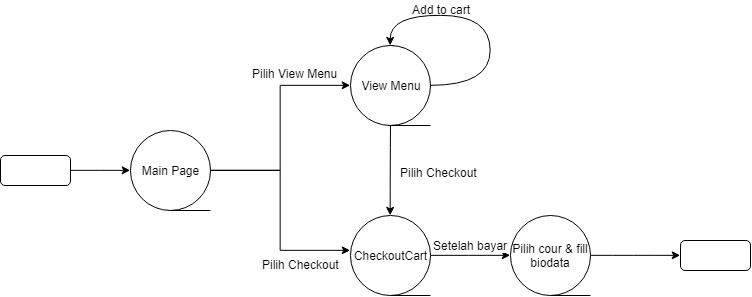 Add to cart
Pilih View Menu
View Menu
Main Page
Pilih Checkout
Pilih Checkout
CheckoutCart
Setelah bayar
Pilih cour & fill
biodata